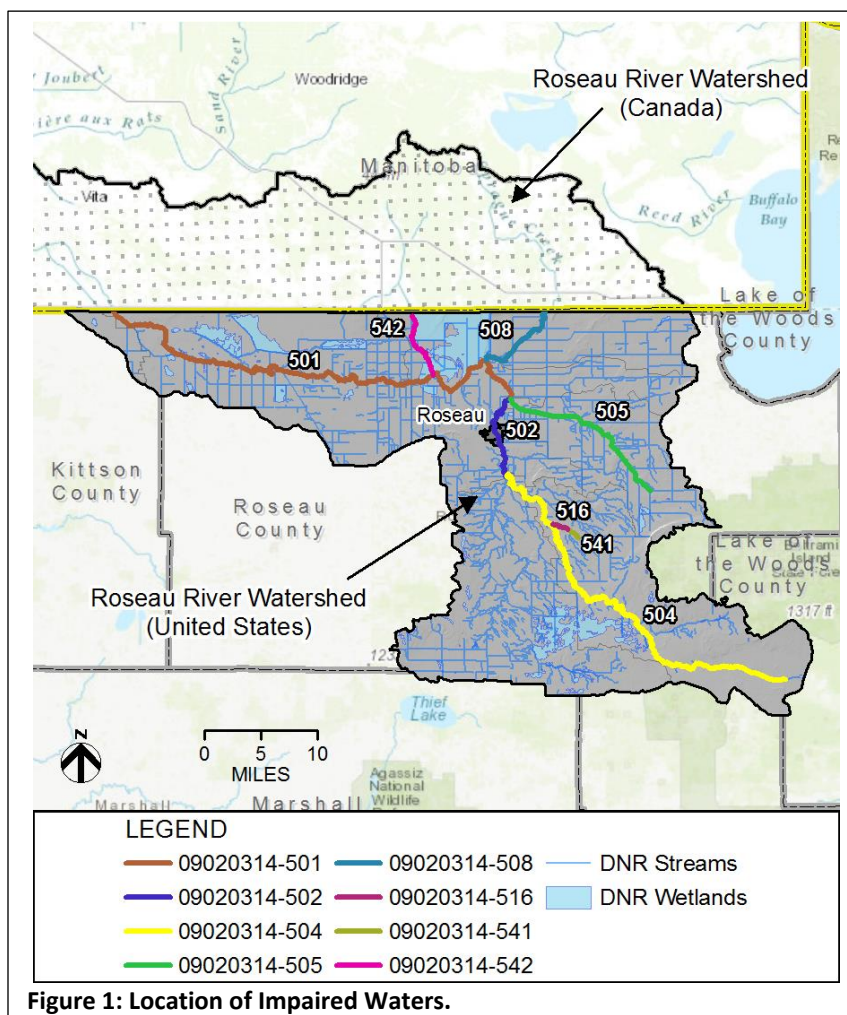 Joubert
Woodridge
Sand River
ière aux Rats
Roseau River Watershed
(Canada)
Manitoba
Vita
Reed River
Buffalo
Bay
Lake of
the Woods
County
542
508
501
505
Roseau
502
Kittson
County
Roseau
County
516
541
Lake of
the Woods
County
Roseau River Watershed
(United States)
504
1317 ft
Thief
Lake
N
0 5 10
MILES
Agassiz
National
Wildlife
Marshall
Marshall
LEGEND
09020314-501
09020314-508
DNR Streams
09020314-502
09020314-516
DNR Wetlands
09020314-504
09020314-541
09020314-505
09020314-542
Figure 1: Location of Impaired Waters.